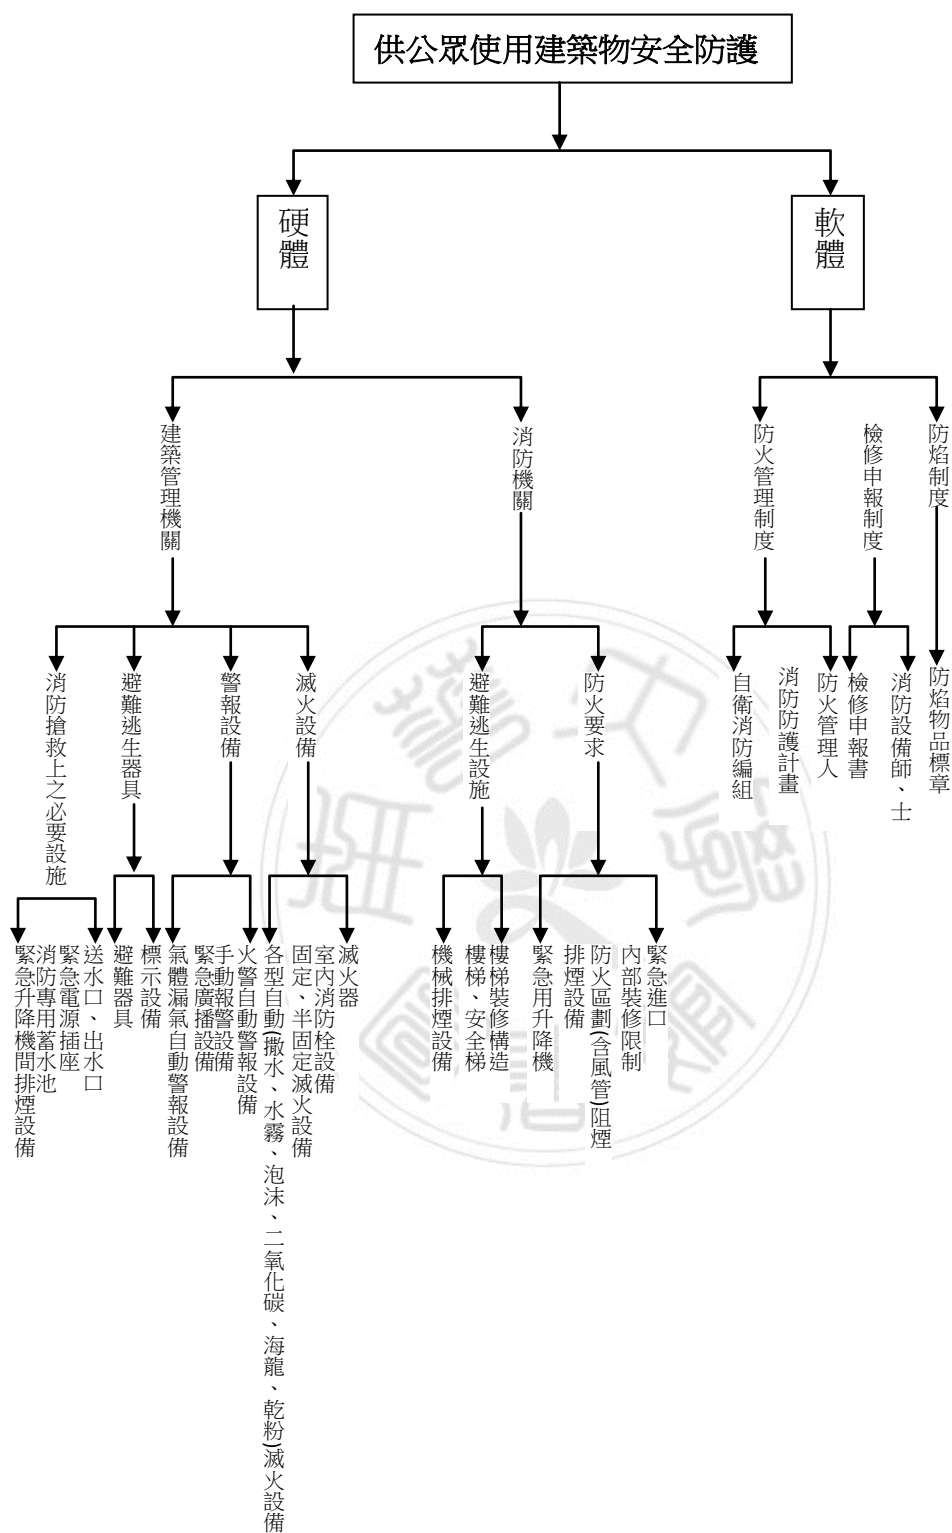 供公眾使用建築物安全防護
硬體
軟體
建築管理機關
消防機關
防火管理制度
檢修申報制度
防焰制度
消防搶救上之必要設施
避難逃生器具
警報設備
滅火設備
避難逃生設施
防火要求
自衛消防編組
消防防護計畫
防火管理人
檢修申報書
消防設備師、士
防焰物品標章
緊急升降機間排煙設備
消防專用蓄水池
緊急電源插座
送水口、出水口
避難器具
標示設備
氣體漏氣自動警報設備
緊急廣播設備
手動報警設備
火警自動警報設備
各型自動(撒水、水霧、泡沫、二氧化碳、海龍、乾粉)滅火設備
固定、半固定滅火設備
室內消防栓設備
滅火器
機械排煙設備
樓梯、安全梯
樓梯裝修構造
緊急用升降機
排煙設備
防火區劃(含風管)阻煙
內部裝修限制
緊急進口